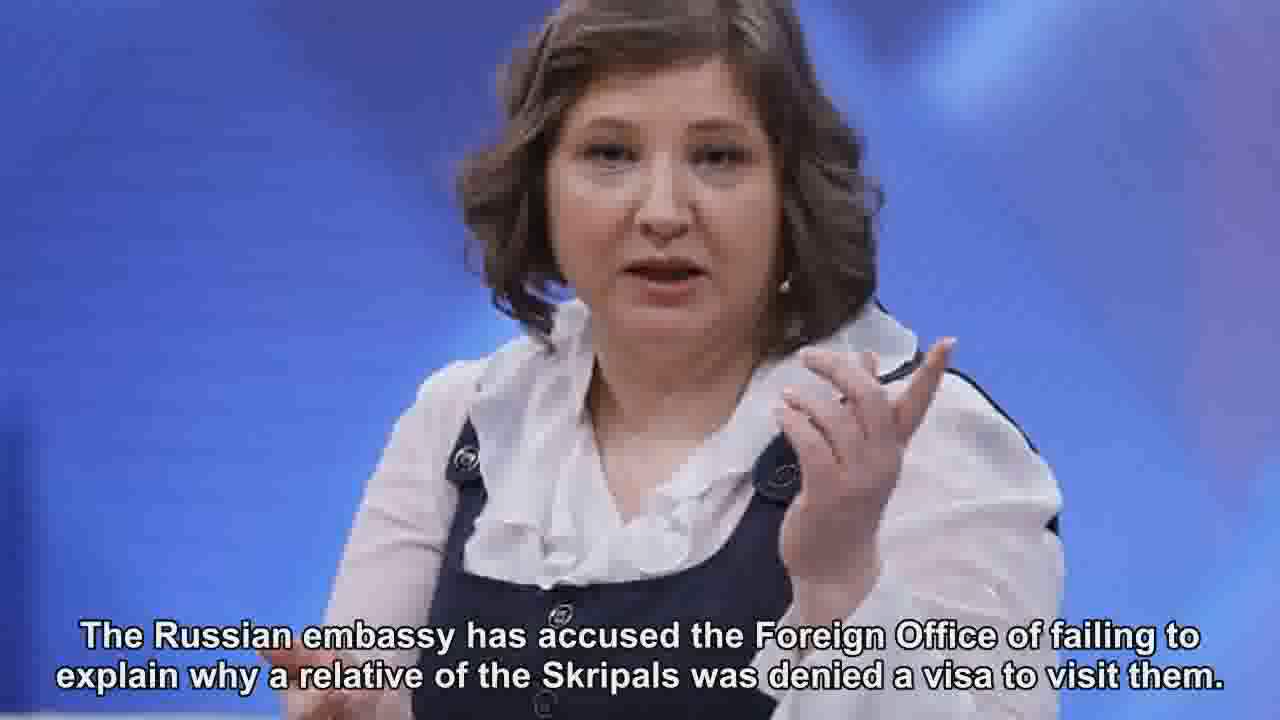 The Russian embassy has accused the Foreign Office of failing to
explain why a relative of the Skripals was denied a visa to visit them.